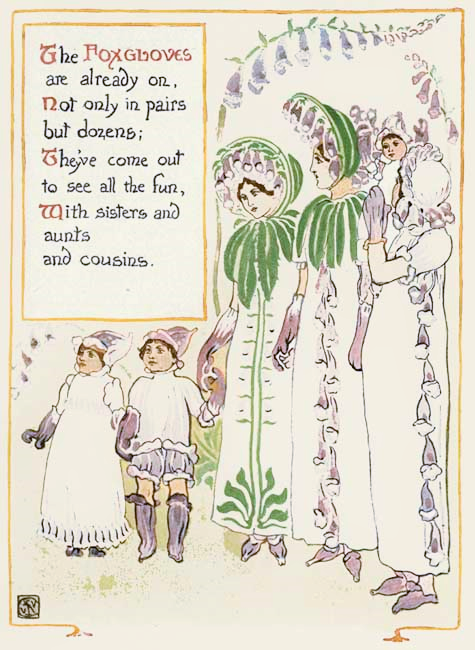 The FOXGLOVES
are already on,
Not only in pairs
but dozens;
They've come out
to see all the fun,
With sisters and
aunts
and cousins.